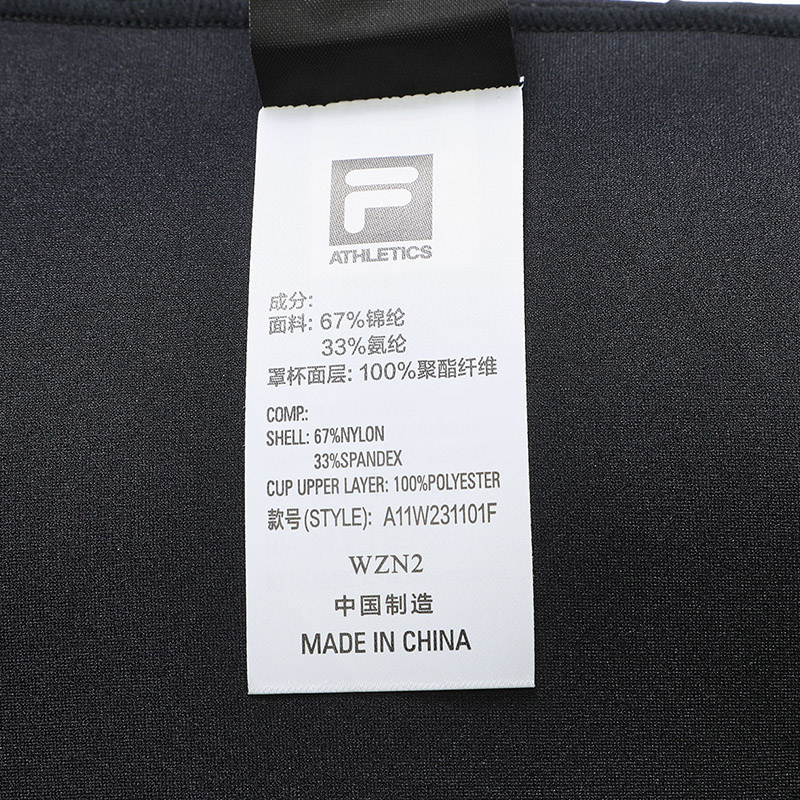 F
ATHLETICS
成分:
面料: 67%锦纶
33%氨纶
罩杯面层: 100%聚酯纤维
COMP.:
SHELL: 67%NYLON
33%SPANDEX
CUP UPPER LAYER: 100%POLYESTER
款号(STYLE): A11W231101F
WZN2
中国制造
MADE IN CHINA